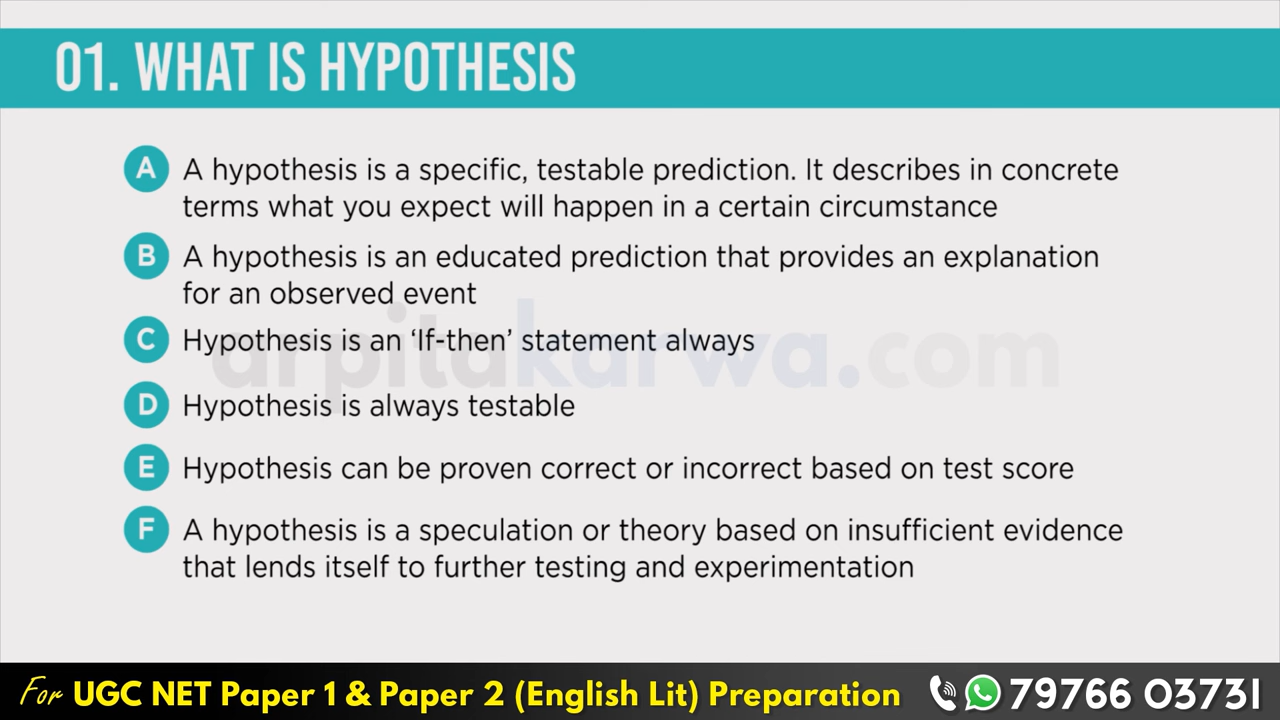 01. WHAT IS HYPOTHESIS
A A hypothesis is a specific, testable prediction. It describes in concrete
terms what you expect will happen in a certain circumstance
B A hypothesis is an educated prediction that provides an explanation
for an observed event
C Hypothesis is an ‘If-then’ statement always
arpitakarwa.com
D Hypothesis is always testable
E Hypothesis can be proven correct or incorrect based on test score
F A hypothesis is a speculation or theory based on insufficient evidence
that lends itself to further testing and experimentation
For UGC NET Paper 1 & Paper 2 (English Lit) Preparation 79766 03731